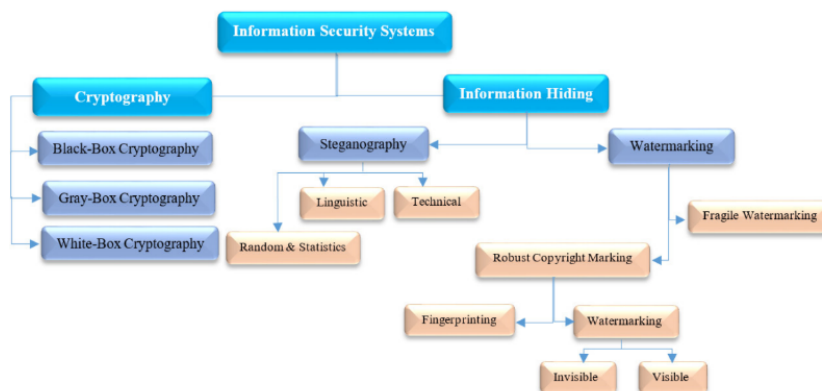 Information Security Systems
Cryptography
Information Hiding
Black-Box Cryptography
Steganography
Watermarking
Gray-Box Cryptography
Linguistic
Technical
Fragile Watermarking
White-Box Cryptography
Random & Statistics
Robust Copyright Marking
Fingerprinting
Watermarking
Invisible
Visible